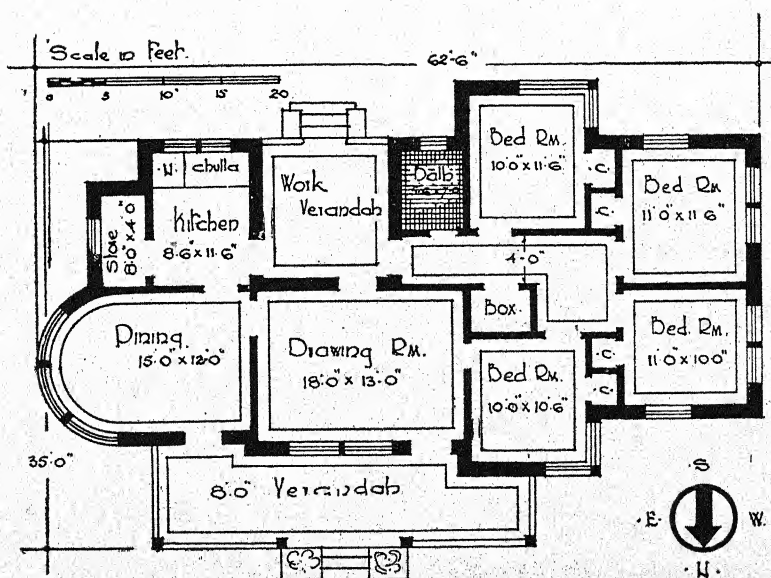 Scale in Feet.
0 5 10 15 20
62'-6"
Bed Rm.
10'0" x 11'6"
W.
chulla
Work
Verandah
Bath
Bed Rm
11'0" x 11'6"
Kitchen
8'-6" x 11'-6"
Stoe
8'-0" x 4'-0"
4'-0"
Box.
Dining.
15'-0" x 12'-0"
Drawing Rm.
18'-0" x 13'-0"
Bed Rm.
10'0" x 10'6"
Bed. Rm.
11'0" x 10'0"
35'-0"
8'-0" Verandah
S
E. W.
N.